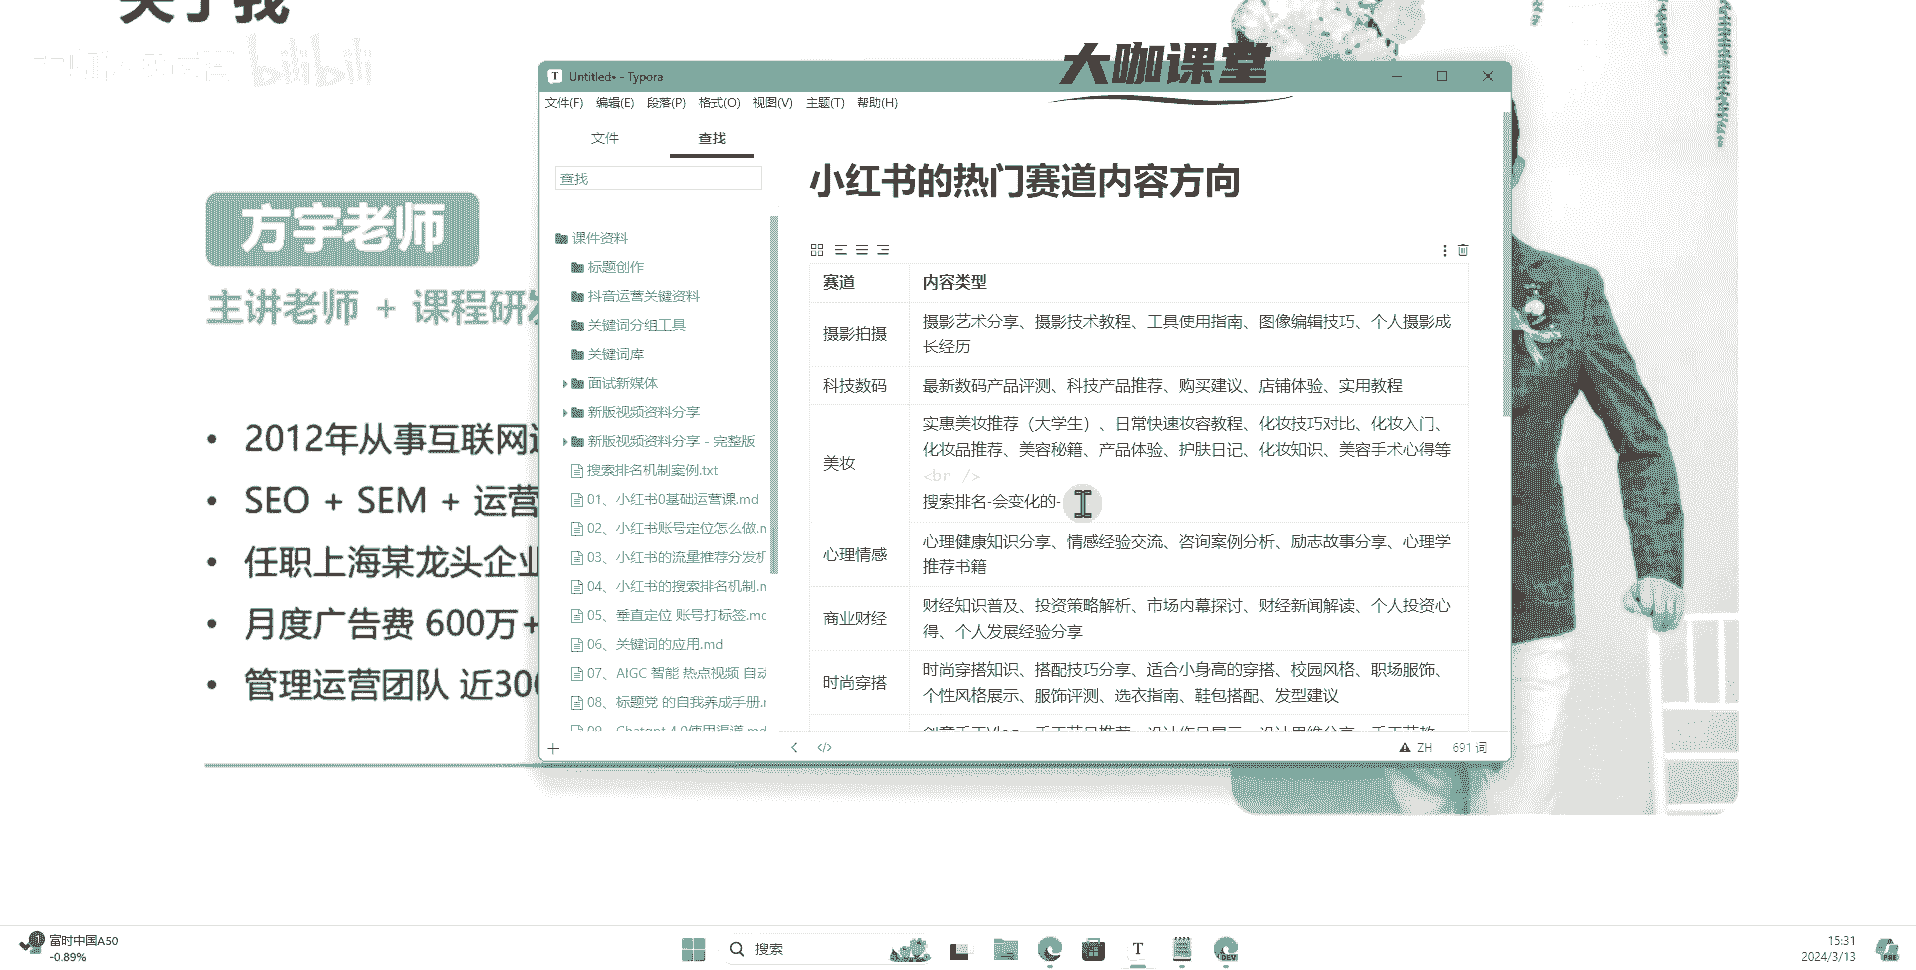 关于我
bilibili
大咖课堂
方宇老师
主讲老师 + 课程研发
2012年从事互联网运
SEO + SEM + 运营
任职上海某龙头企业
月度广告费 600万+
管理运营团队 近300
Untitled• - Typora
文件(F) 编辑(E) 段落(P) 格式(O) 视图(V) 主题(T) 帮助(H)
文件 查找
查找
课件资料
标题创作
抖音运营关键资料
关键词分组工具
关键词库
面试新媒体
新版视频资料分享
新版视频资料分享 - 完整版
搜索排名机制案例.txt
01、小红书0基础运营课.md
02、小红书账号定位怎么做.m
03、小红书的流量推荐分发机
04、小红书的搜索排名机制.m
05、垂直定位 账号打标签.md
06、关键词的应用.md
07、AIGC 智能 热点视频 自动
08、标题党 的自我养成手册.m
09、Chatgpt 4.0使用渠道.md
小红书的热门赛道内容方向
赛道 内容类型
摄影拍摄 摄影艺术分享、摄影技术教程、工具使用指南、图像编辑技巧、个人摄影成
长经历
科技数码 最新数码产品评测、科技产品推荐、购买建议、店铺体验、实用教程
美妆 实惠美妆推荐（大学生）、日常快速妆容教程、化妆技巧对比、化妆入门、
化妆品推荐、美容秘籍、产品体验、护肤日记、化妆知识、美容手术心得等
<br />
搜索排名-会变化的-
心理情感 心理健康知识分享、情感经验交流、咨询案例分析、励志故事分享、心理学
推荐书籍
商业财经 财经知识普及、投资策略解析、市场内幕探讨、财经新闻解读、个人投资心
得、个人发展经验分享
时尚穿搭 时尚穿搭知识、搭配技巧分享、适合小身高的穿搭、校园风格、职场服饰、
个性风格展示、服饰评测、选衣指南、鞋包搭配、发型建议
ZH 691 词
富时中国A50
-0.89%
搜索
15:31
2024/3/13